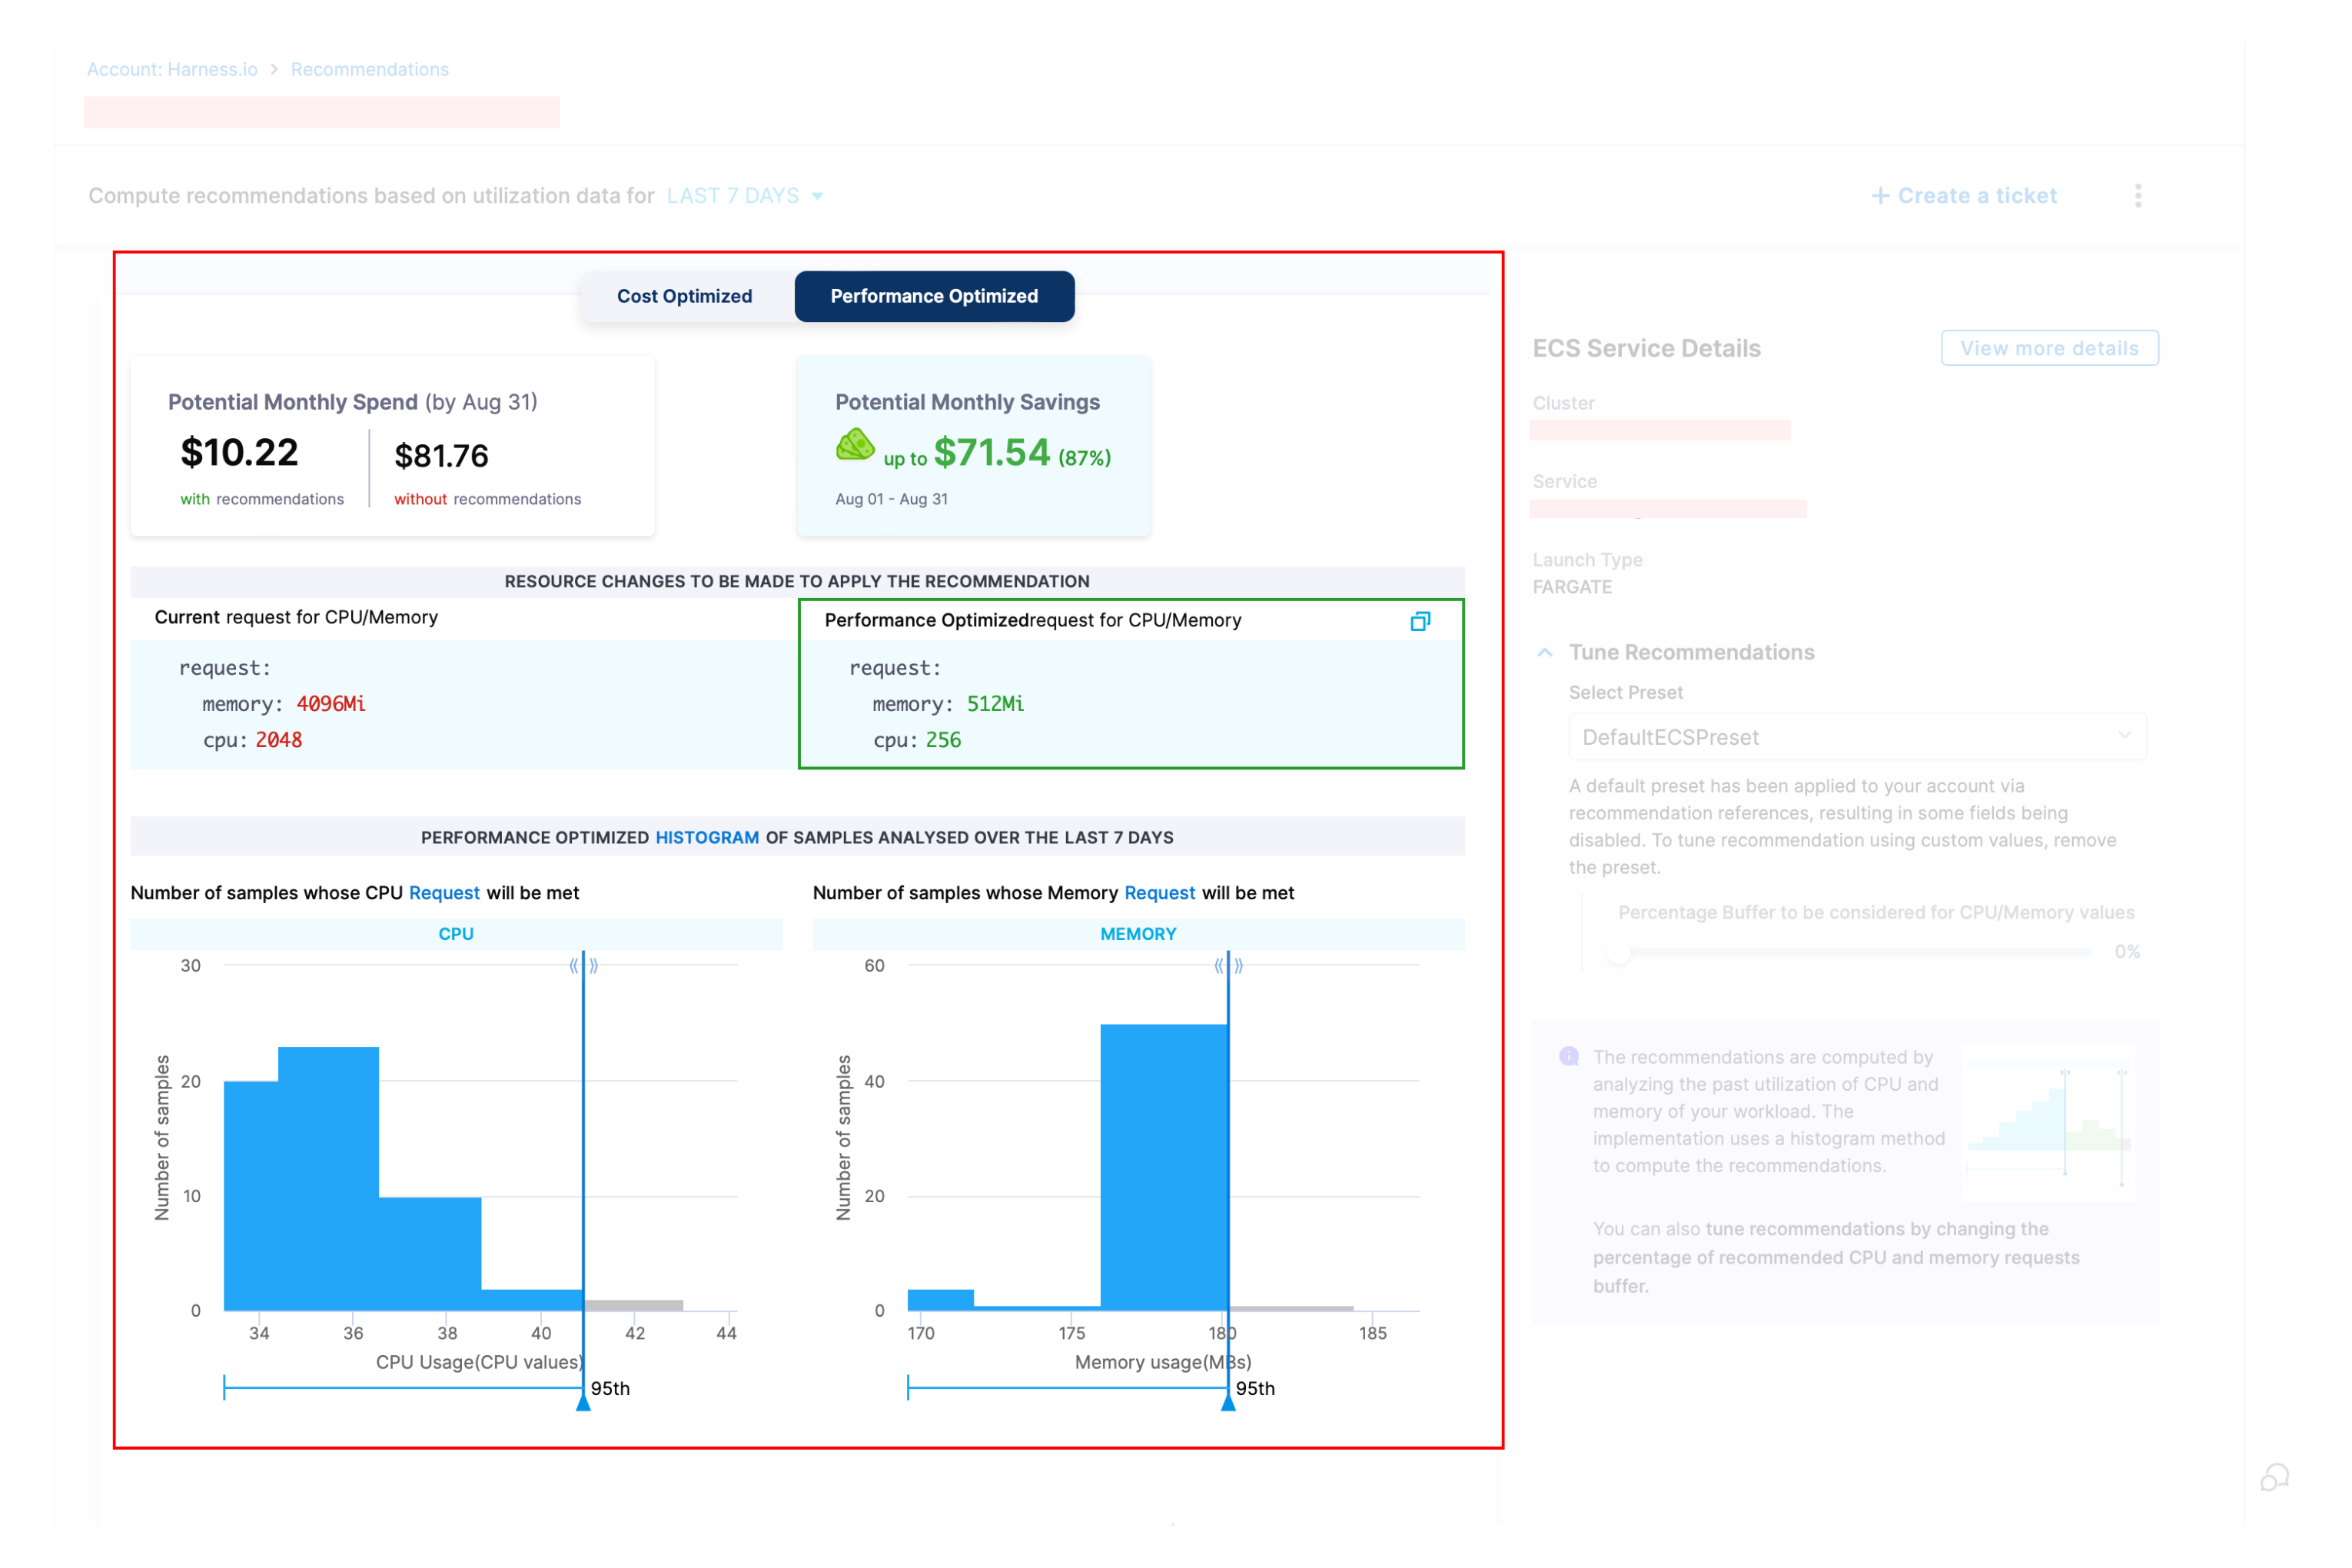 Account: Harness.io > Recommendations
Compute recommendations based on utilization data for LAST 7 DAYS
+ Create a ticket
Cost Optimized
Performance Optimized
Potential Monthly Spend (by Aug 31)
$10.22
with recommendations
$81.76
without recommendations
Potential Monthly Savings
up to $71.54 (87%)
Aug 01 - Aug 31
RESOURCE CHANGES TO BE MADE TO APPLY THE RECOMMENDATION
Current request for CPU/Memory
request:
memory: 4096Mi
cpu: 2048
Performance Optimizedrequest for CPU/Memory
request:
memory: 512Mi
cpu: 256
PERFORMANCE OPTIMIZED HISTOGRAM OF SAMPLES ANALYSED OVER THE LAST 7 DAYS
Number of samples whose CPU Request will be met
CPU
30
20
10
0
Number of samples
34 36 38 40 42 44
CPU Usage(CPU values)
95th
Number of samples whose Memory Request will be met
MEMORY
60
40
20
0
Number of samples
170 175 180 185
Memory usage(MBs)
95th
ECS Service Details
View more details
Cluster
Service
Launch Type
FARGATE
Tune Recommendations
Select Preset
DefaultECSPreset
A default preset has been applied to your account via
recommendation references, resulting in some fields being
disabled. To tune recommendation using custom values, remove
the preset.
Percentage Buffer to be considered for CPU/Memory values
0%
The recommendations are computed by
analyzing the past utilization of CPU and
memory of your workload. The
implementation uses a histogram method
to compute the recommendations.
You can also tune recommendations by changing the
percentage of recommended CPU and memory requests
buffer.